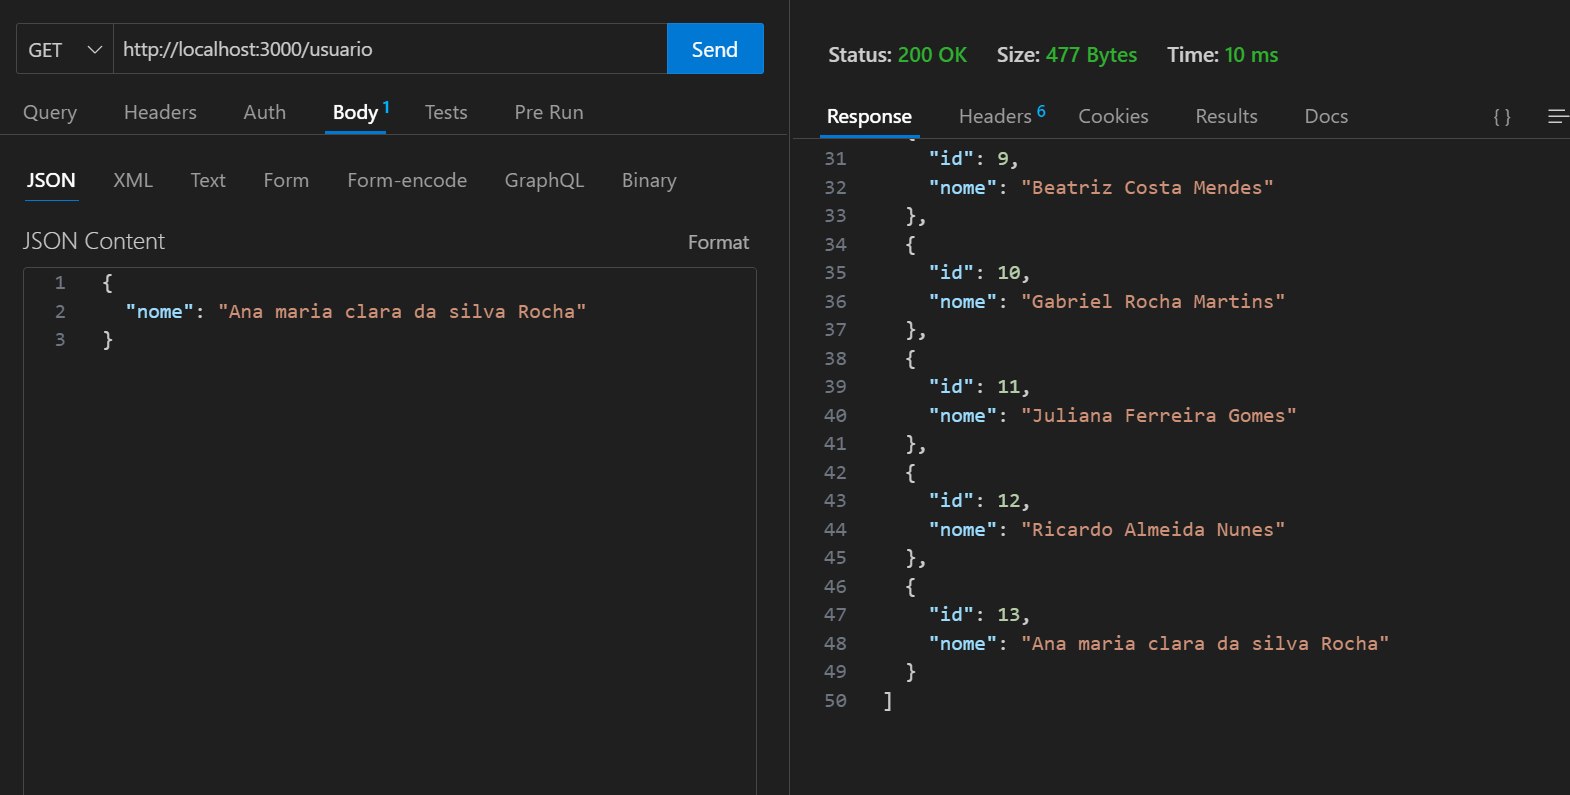 GET http://localhost:3000/usuario Send
Query Headers Auth Body 1 Tests Pre Run
JSON XML Text Form Form-encode GraphQL Binary
JSON Content Format
1 {
2 "nome": "Ana maria clara da silva Rocha"
3 }
Status: 200 OK Size: 477 Bytes Time: 10 ms
Response Headers 6 Cookies Results Docs { }
31 "id": 9,
32 "nome": "Beatriz Costa Mendes"
33 },
34 {
35 "id": 10,
36 "nome": "Gabriel Rocha Martins"
37 },
38 {
39 "id": 11,
40 "nome": "Juliana Ferreira Gomes"
41 },
42 {
43 "id": 12,
44 "nome": "Ricardo Almeida Nunes"
45 },
46 {
47 "id": 13,
48 "nome": "Ana maria clara da silva Rocha"
49 }
50 ]